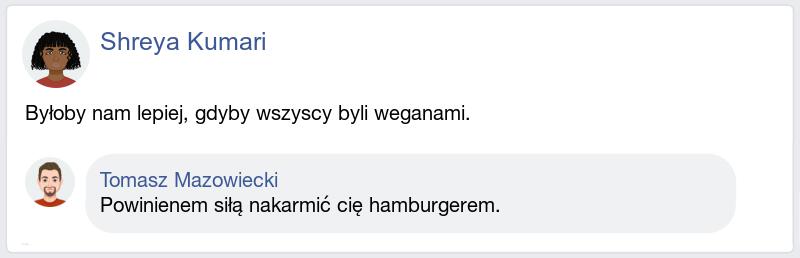 Shreya Kumari
Byłoby nam lepiej, gdyby wszyscy byli weganami.
Tomasz Mazowiecki
Powinienem siłą nakarmić cię hamburgerem.